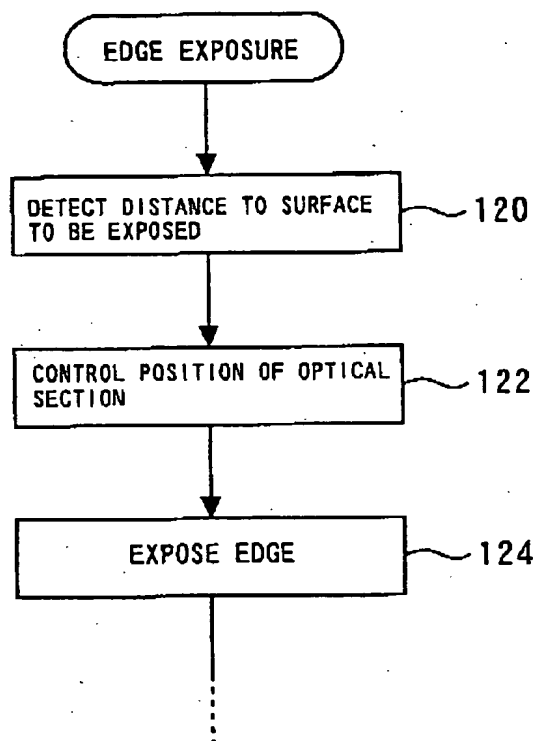 EDGE EXPOSURE
DETECT DISTANCE TO SURFACE
TO BE EXPOSED
120
CONTROL POSITION OF OPTICAL
SECTION
122
EXPOSE EDGE
124